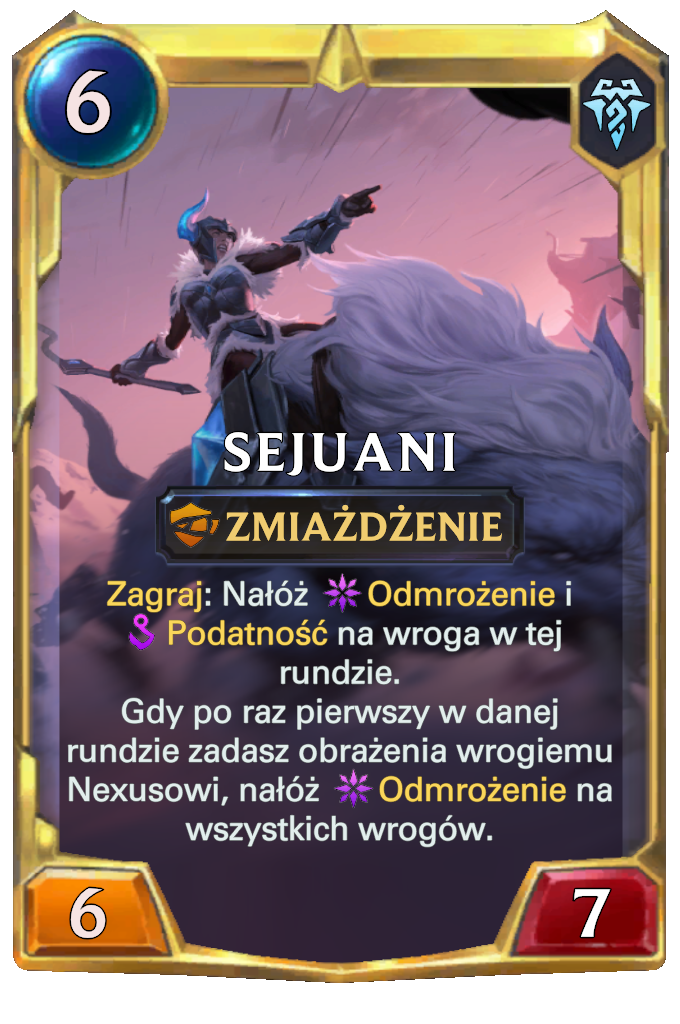 6
SEJUANI
ZMIAŻDŻENIE
Zagraj: Nałóż Odmrożenie i
Podatność na wroga w tej
rundzie.
Gdy po raz pierwszy w danej
rundzie zadasz obrażenia wrogiemu
Nexusowi, nałóż Odmrożenie na
wszystkich wrogów.
6
7